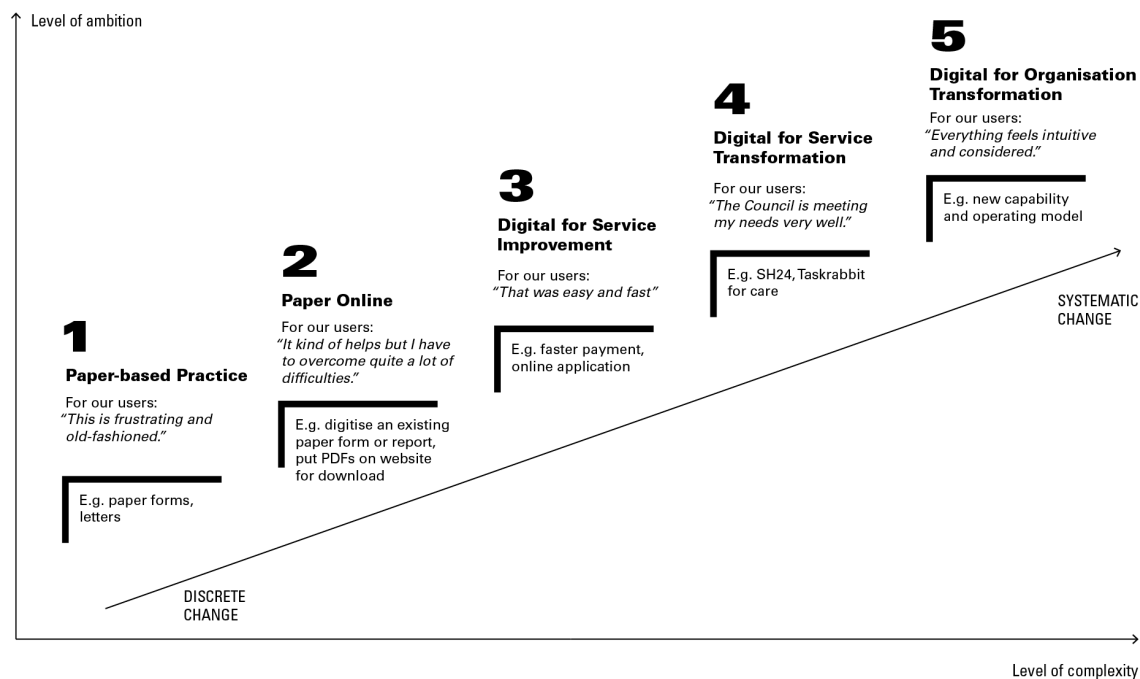 Level of ambition
1
Paper-based Practice
For our users:
“This is frustrating and
old-fashioned.”
E.g. paper forms,
letters
2
Paper Online
For our users:
“It kind of helps but I have
to overcome quite a lot of
difficulties.”
E.g. digitise an existing
paper form or report,
put PDFs on website
for download
3
Digital for Service
Improvement
For our users:
“That was easy and fast”
E.g. faster payment,
online application
4
Digital for Service
Transformation
For our users:
“The Council is meeting
my needs very well.”
E.g. SH24, Taskrabbit
for care
5
Digital for Organisation
Transformation
For our users:
“Everything feels intuitive
and considered.”
E.g. new capability
and operating model
DISCRETE
CHANGE
SYSTEMATIC
CHANGE
Level of complexity